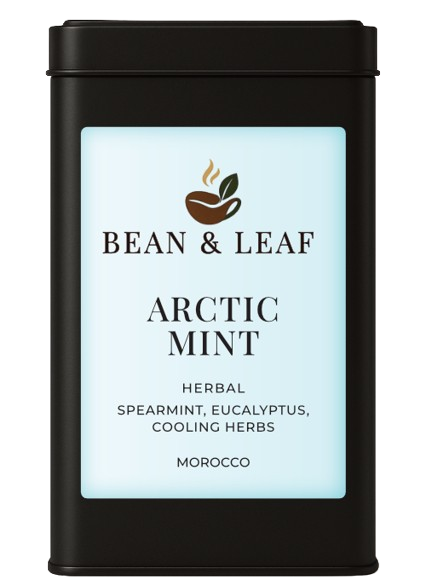 BEAN & LEAF
ARCTIC
MINT
HERBAL
SPEARMINT, EUCALYPTUS,
COOLING HERBS
MOROCCO